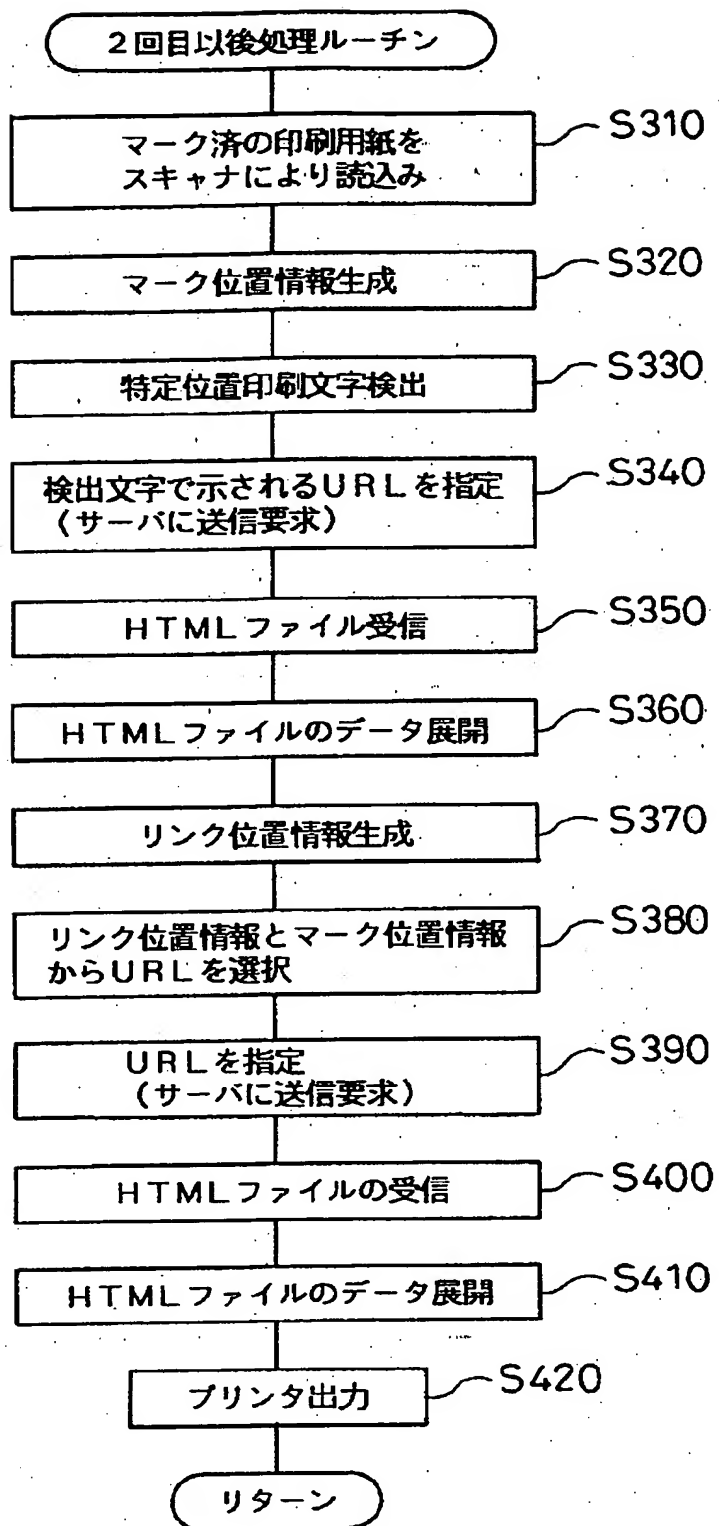 2回目以後処理ルーチン
マーク済の印刷用紙を
スキャナにより読込み
S310
マーク位置情報生成
S320
特定位置印刷文字検出
S330
検出文字で示されるURLを指定
(サーバに送信要求)
S340
HTMLファイル受信
S350
HTMLファイルのデータ展開
S360
リンク位置情報生成
S370
リンク位置情報とマーク位置情報
からURLを選択
S380
URLを指定
(サーバに送信要求)
S390
HTMLファイルの受信
S400
HTMLファイルのデータ展開
S410
プリンタ出力
S420
リターン